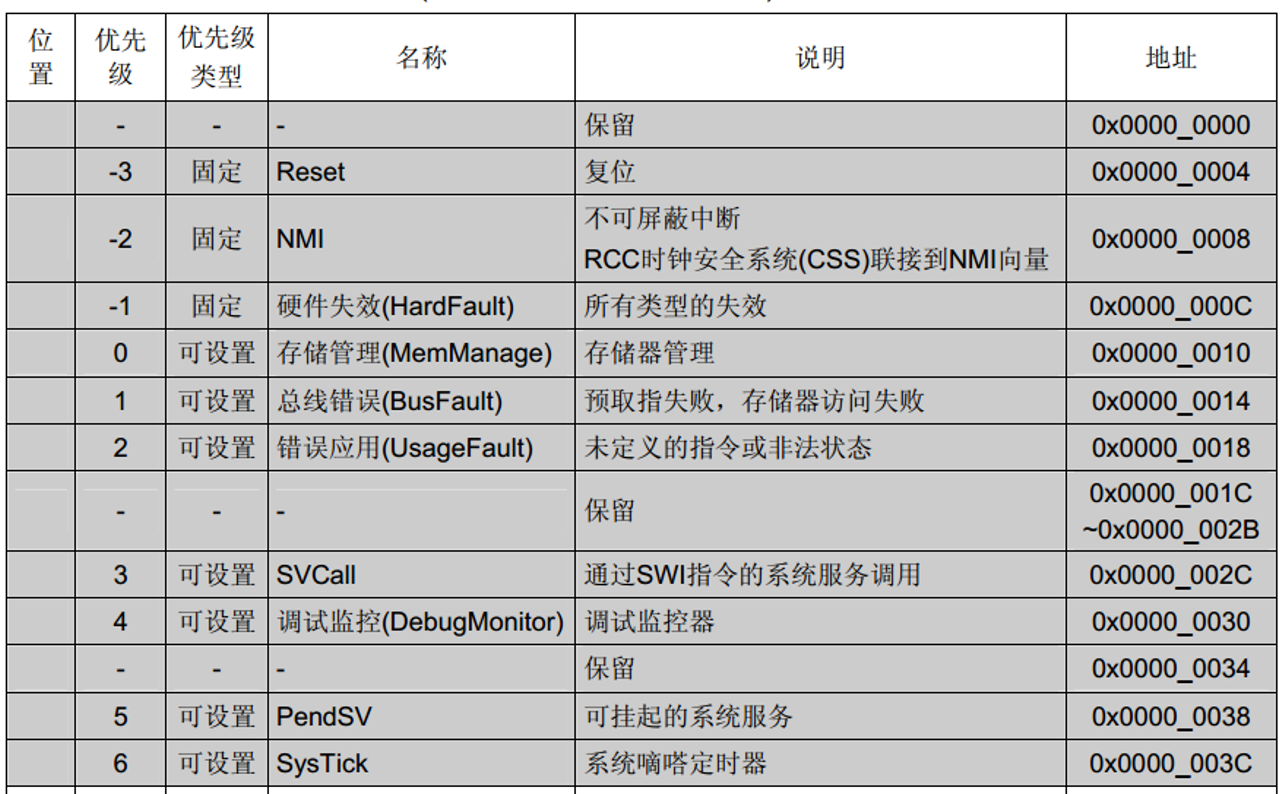 位置 优先级 优先级类型 名称 说明 地址
- - - 保留 0x0000_0000
-3 固定 Reset 复位 0x0000_0004
-2 固定 NMI 不可屏蔽中断
RCC时钟安全系统(CSS)联接到NMI向量 0x0000_0008
-1 固定 硬件失效(HardFault) 所有类型的失效 0x0000_000C
0 可设置 存储管理(MemManage) 存储器管理 0x0000_0010
1 可设置 总线错误(BusFault) 预取指失败，存储器访问失败 0x0000_0014
2 可设置 错误应用(UsageFault) 未定义的指令或非法状态 0x0000_0018
- - - 保留 0x0000_001C
~0x0000_002B
3 可设置 SVCall 通过SWI指令的系统服务调用 0x0000_002C
4 可设置 调试监控(DebugMonitor) 调试监控器 0x0000_0030
- - - 保留 0x0000_0034
5 可设置 PendSV 可挂起的系统服务 0x0000_0038
6 可设置 SysTick 系统嘀嗒定时器 0x0000_003C